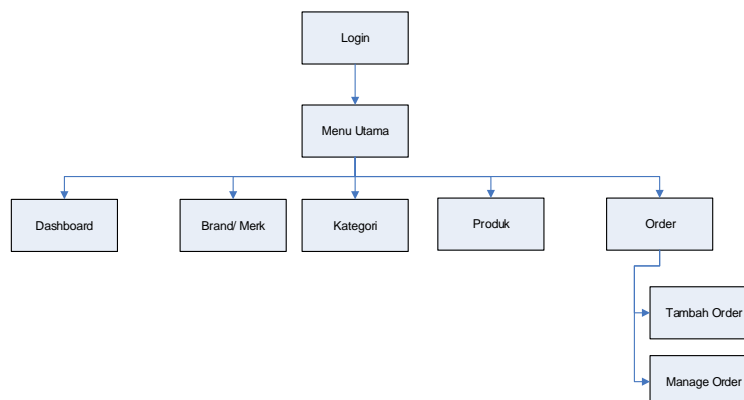 Login
Menu Utama
Dashboard
Brand/ Merk
Kategori
Produk
Order
Tambah Order
Manage Order